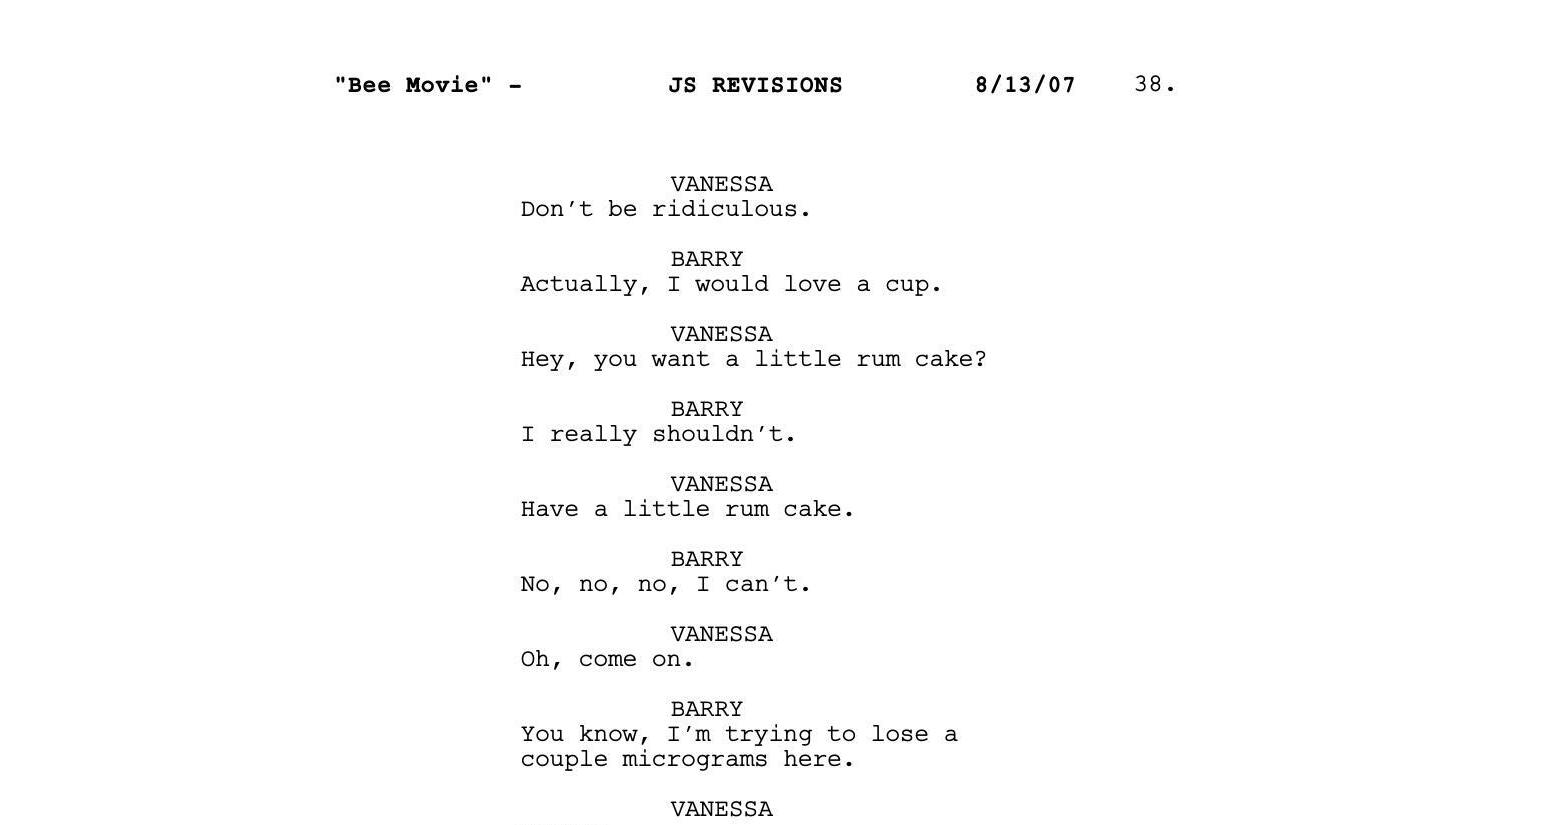 "Bee Movie" - JS REVISIONS 8/13/07 38.
VANESSA
Don't be ridiculous.
BARRY
Actually, I would love a cup.
VANESSA
Hey, you want a little rum cake?
BARRY
I really shouldn't.
VANESSA
Have a little rum cake.
BARRY
No, no, no, I can't.
VANESSA
Oh, come on.
BARRY
You know, I'm trying to lose a
couple micrograms here.
VANESSA